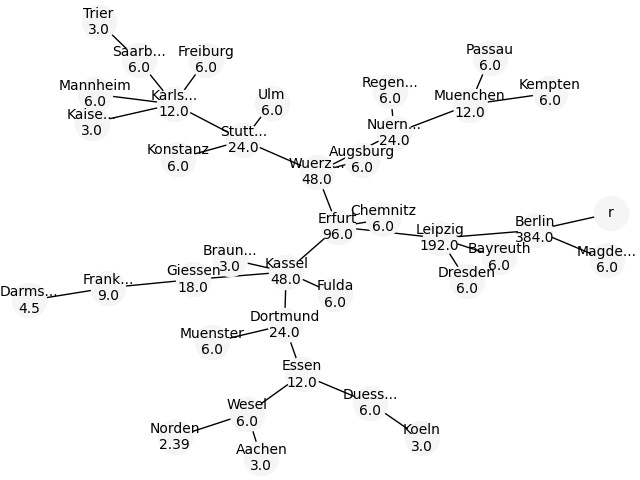 Trier
3.0
Saarb...
6.0
Freiburg
6.0
Passau
6.0
Mannheim
6.0
Karls...
12.0
Kaise...
3.0
Ulm
6.0
Regen...
6.0
Muenchen
12.0
Kempten
6.0
Stutt...
24.0
Nuern...
24.0
Konstanz
6.0
Wuerz...
48.0
Augsburg
6.0
Erfurt
96.0
Chemnitz
6.0
Leipzig
192.0
Berlin
384.0
r
Bayreuth
6.0
Magde...
6.0
Dresden
6.0
Braun...
3.0
Kassel
48.0
Giessen
18.0
Frank...
9.0
Darms...
4.5
Fulda
6.0
Dortmund
24.0
Muenster
6.0
Essen
12.0
Wesel
6.0
Duess...
6.0
Norden
2.39
Aachen
3.0
Koeln
3.0